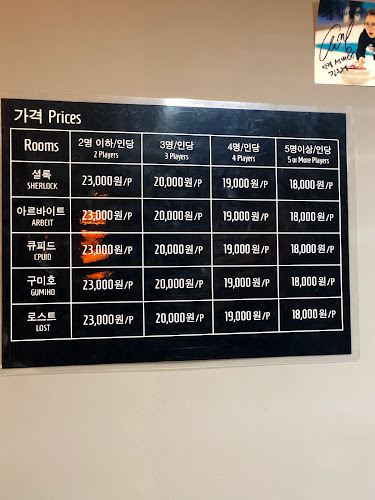 가격 Prices
Rooms 2명 이하/인당 3명/인당 4명/인당 5명이상/인당
2 Players 3 Players 4 Players 5 or More Players
셜록 23,000원/P 20,000원/P 19,000원/P 18,000원/P
SHERLOCK
아르바이트 23,000원/P 20,000원/P 19,000원/P 18,000원/P
ARBEIT
큐피드 23,000원/P 20,000원/P 19,000원/P 18,000원/P
CPUID
구미호 23,000원/P 20,000원/P 19,000원/P 18,000원/P
GUMIHO
로스트 23,000원/P 20,000원/P 19,000원/P 18,000원/P
LOST